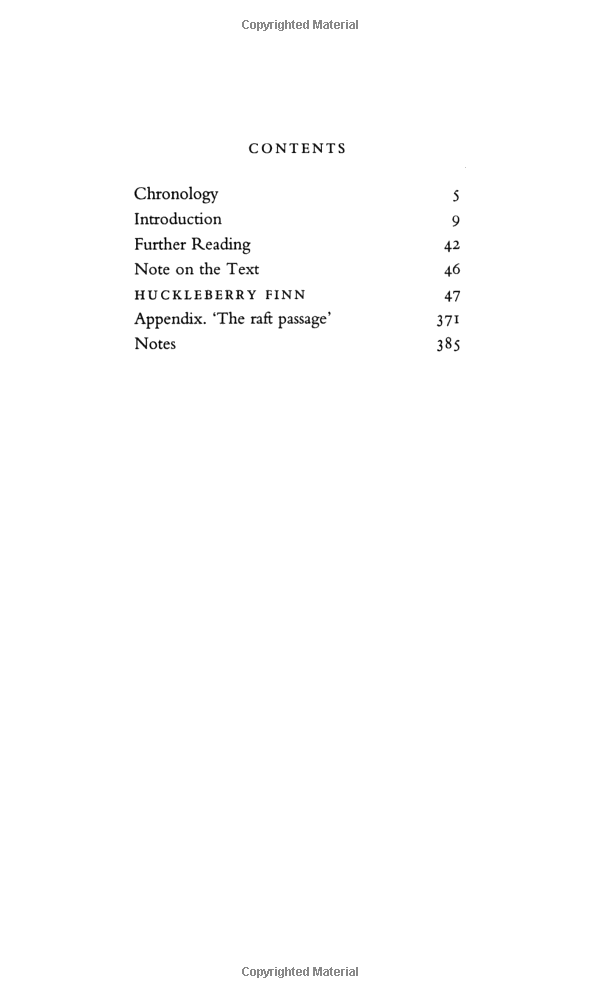 Copyrighted Material
CONTENTS
Chronology 5
Introduction 9
Further Reading 42
Note on the Text 46
HUCKLEBERRY FINN 47
Appendix. ‘The raft passage’ 371
Notes 385
Copyrighted Material